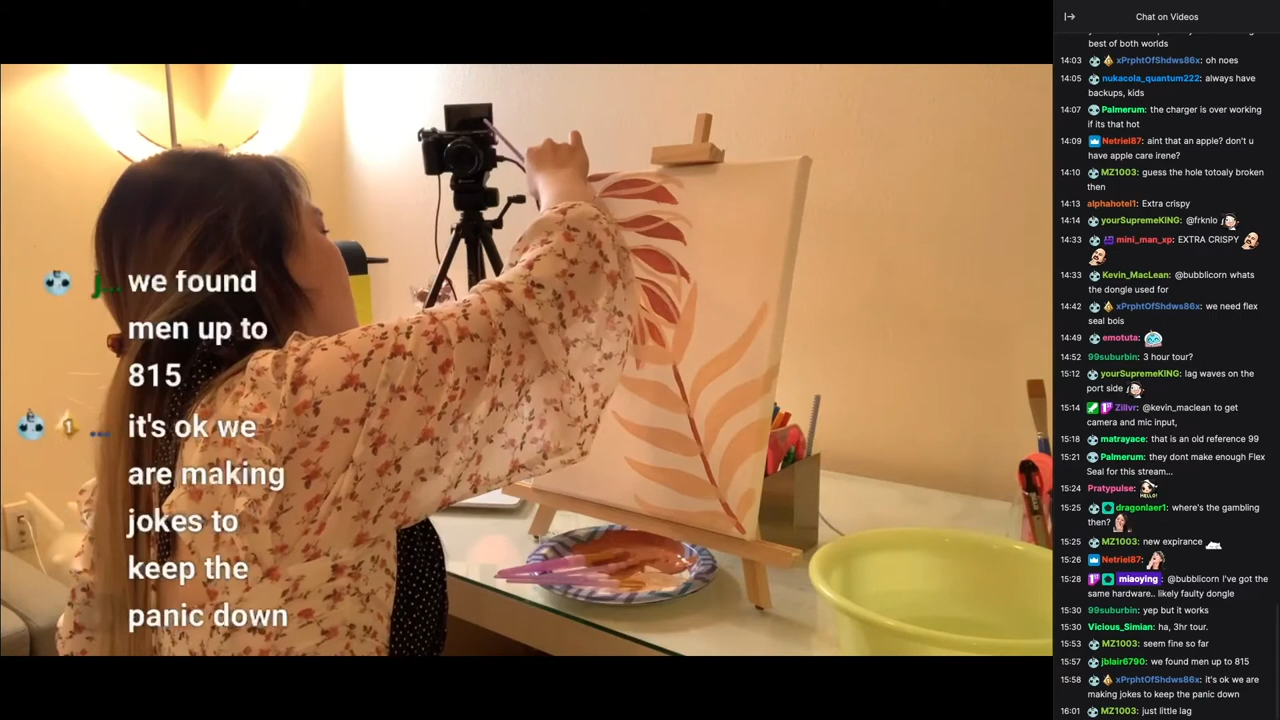 we found
men up to
815
it's ok we
are making
jokes to
keep the
panic down
Chat on Videos
best of both worlds
14:03 xPrphtOfShdws86x: oh noes
14:05 nukacola_quantum222: always have
backups, kids
14:07 Palmerum: the charger is over working
if its that hot
14:09 Netriel87: aint that an apple? don't u
have apple care irene?
14:10 MZ1003: guess the hole totoaly broken
then
14:13 alphahotel1: Extra crispy
14:14 yourSupremeKING: @frknlo
14:33 mini_man_xp: EXTRA CRISPY
14:33 Kevin_MacLean: @bubblicorn whats
the dongle used for
14:42 xPrphtOfShdws86x: we need flex
seal bois
14:49 emotuta:
14:52 99suburbin: 3 hour tour?
15:12 yourSupremeKING: lag waves on the
port side
15:14 Zillvr: @kevin_maclean to get
camera and mic input,
15:18 matrayace: that is an old reference 99
15:21 Palmerum: they dont make enough Flex
Seal for this stream...
15:24 Pratypulse: HELLO!
15:25 dragonlaer1: where's the gambling
then?
15:25 MZ1003: new expirance
15:26 Netriel87:
15:28 miaoying : @bubblicorn I've got the
same hardware.. likely faulty dongle
15:30 99suburbin: yep but it works
15:30 Vicious_Simian: ha, 3hr tour.
15:53 MZ1003: seem fine so far
15:57 jblair6790: we found men up to 815
15:58 xPrphtOfShdws86x: it's ok we are
making jokes to keep the panic down
16:01 MZ1003: just little lag